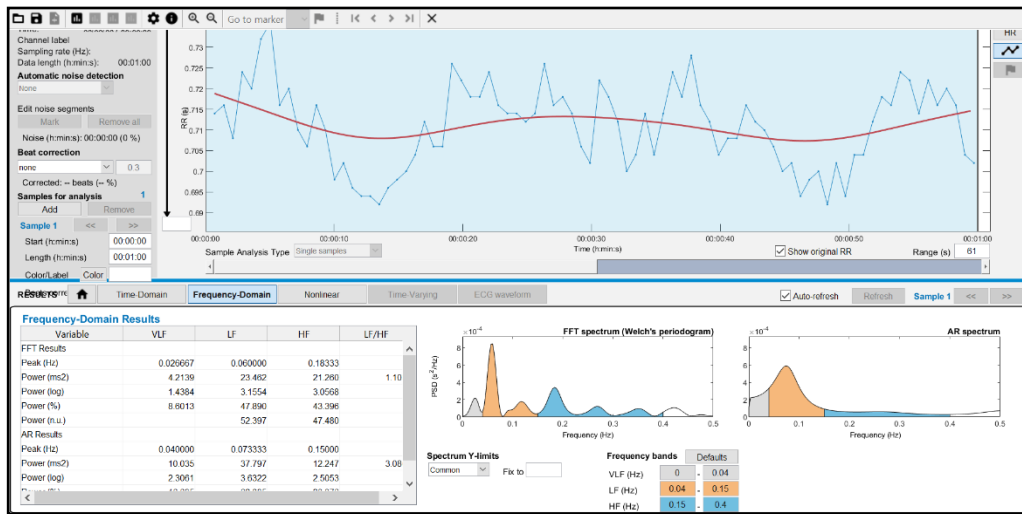 Go to marker
Channel label
Sampling rate (Hz):
Data length (h:min:s): 00:01:00
Automatic noise detection
None
Edit noise segments
Mark Remove all
Noise (h:min:s): 00:00:00 (0 %)
Beat correction
none 0.3
Corrected: -- beats (-- %)
Samples for analysis 1
Add Remove
Sample 1 << >>
Start (h:min:s) 00:00:00
Length (h:min:s) 00:01:00
Color/Label Color
0.73
0.72
0.715
0.71
0.7
0.695
0.69
RR (s)
HR
00:00:00 00:00:10 00:00:20 00:00:30 00:00:40 00:00:50 00:01:00
Time (h:min:s)
Sample Analysis Type Single samples
Show original RR Range (s) 61
RESULTS Time-Domain Frequency-Domain Nonlinear Time-Varying ECG waveform Auto-refresh Refresh Sample 1 << >>
Frequency-Domain Results
Variable VLF LF HF LF/HF
FFT Results
Peak (Hz) 0.026667 0.060000 0.18333
Power (ms2) 4.2139 23.462 21.260 1.10
Power (log) 1.4384 3.1554 3.0568
Power (%) 8.6013 47.890 43.396
Power (n.u.) 52.397 47.480
AR Results
Peak (Hz) 0.040000 0.073333 0.15000
Power (ms2) 10.035 37.797 12.247 3.08
Power (log) 2.3061 3.6322 2.5053
×10-4 FFT spectrum (Welch's periodogram)
PSD (s²/Hz)
8
6
4
2
0
0 0.1 0.2 0.3 0.4 0.5
Frequency (Hz)
×10-4 AR spectrum
8
6
4
2
0
0 0.1 0.2 0.3 0.4 0.5
Frequency (Hz)
Spectrum Y-limits
Common Fix to
Frequency bands Defaults
VLF (Hz) 0 - 0.04
LF (Hz) 0.04 - 0.15
HF (Hz) 0.15 - 0.4